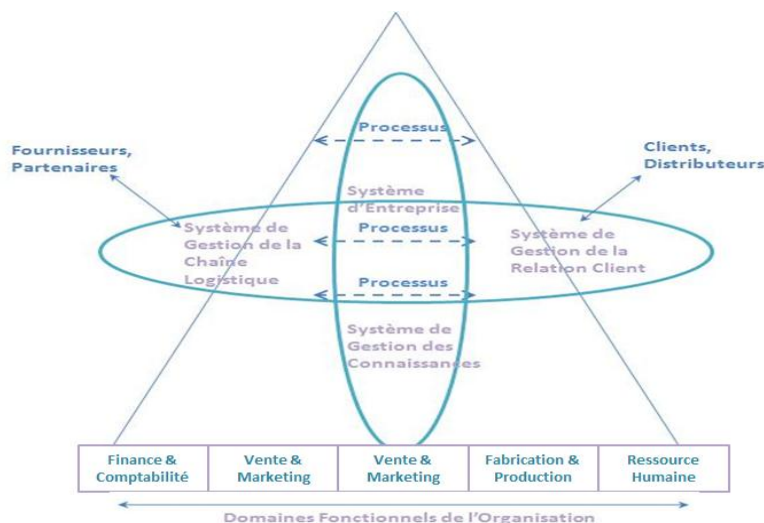 Processus
Fournisseurs,
Partenaires
Clients,
Distributeurs
Système
d'Entreprise
Système de
Gestion de la
Chaîne
Logistique
Processus
Système de
Gestion de la
Relation Client
Processus
Système de
Gestion des
Connaissances
Finance &
Comptabilité
Vente &
Marketing
Vente &
Marketing
Fabrication &
Production
Ressource
Humaine
Domaines Fonctionnels de l'Organisation